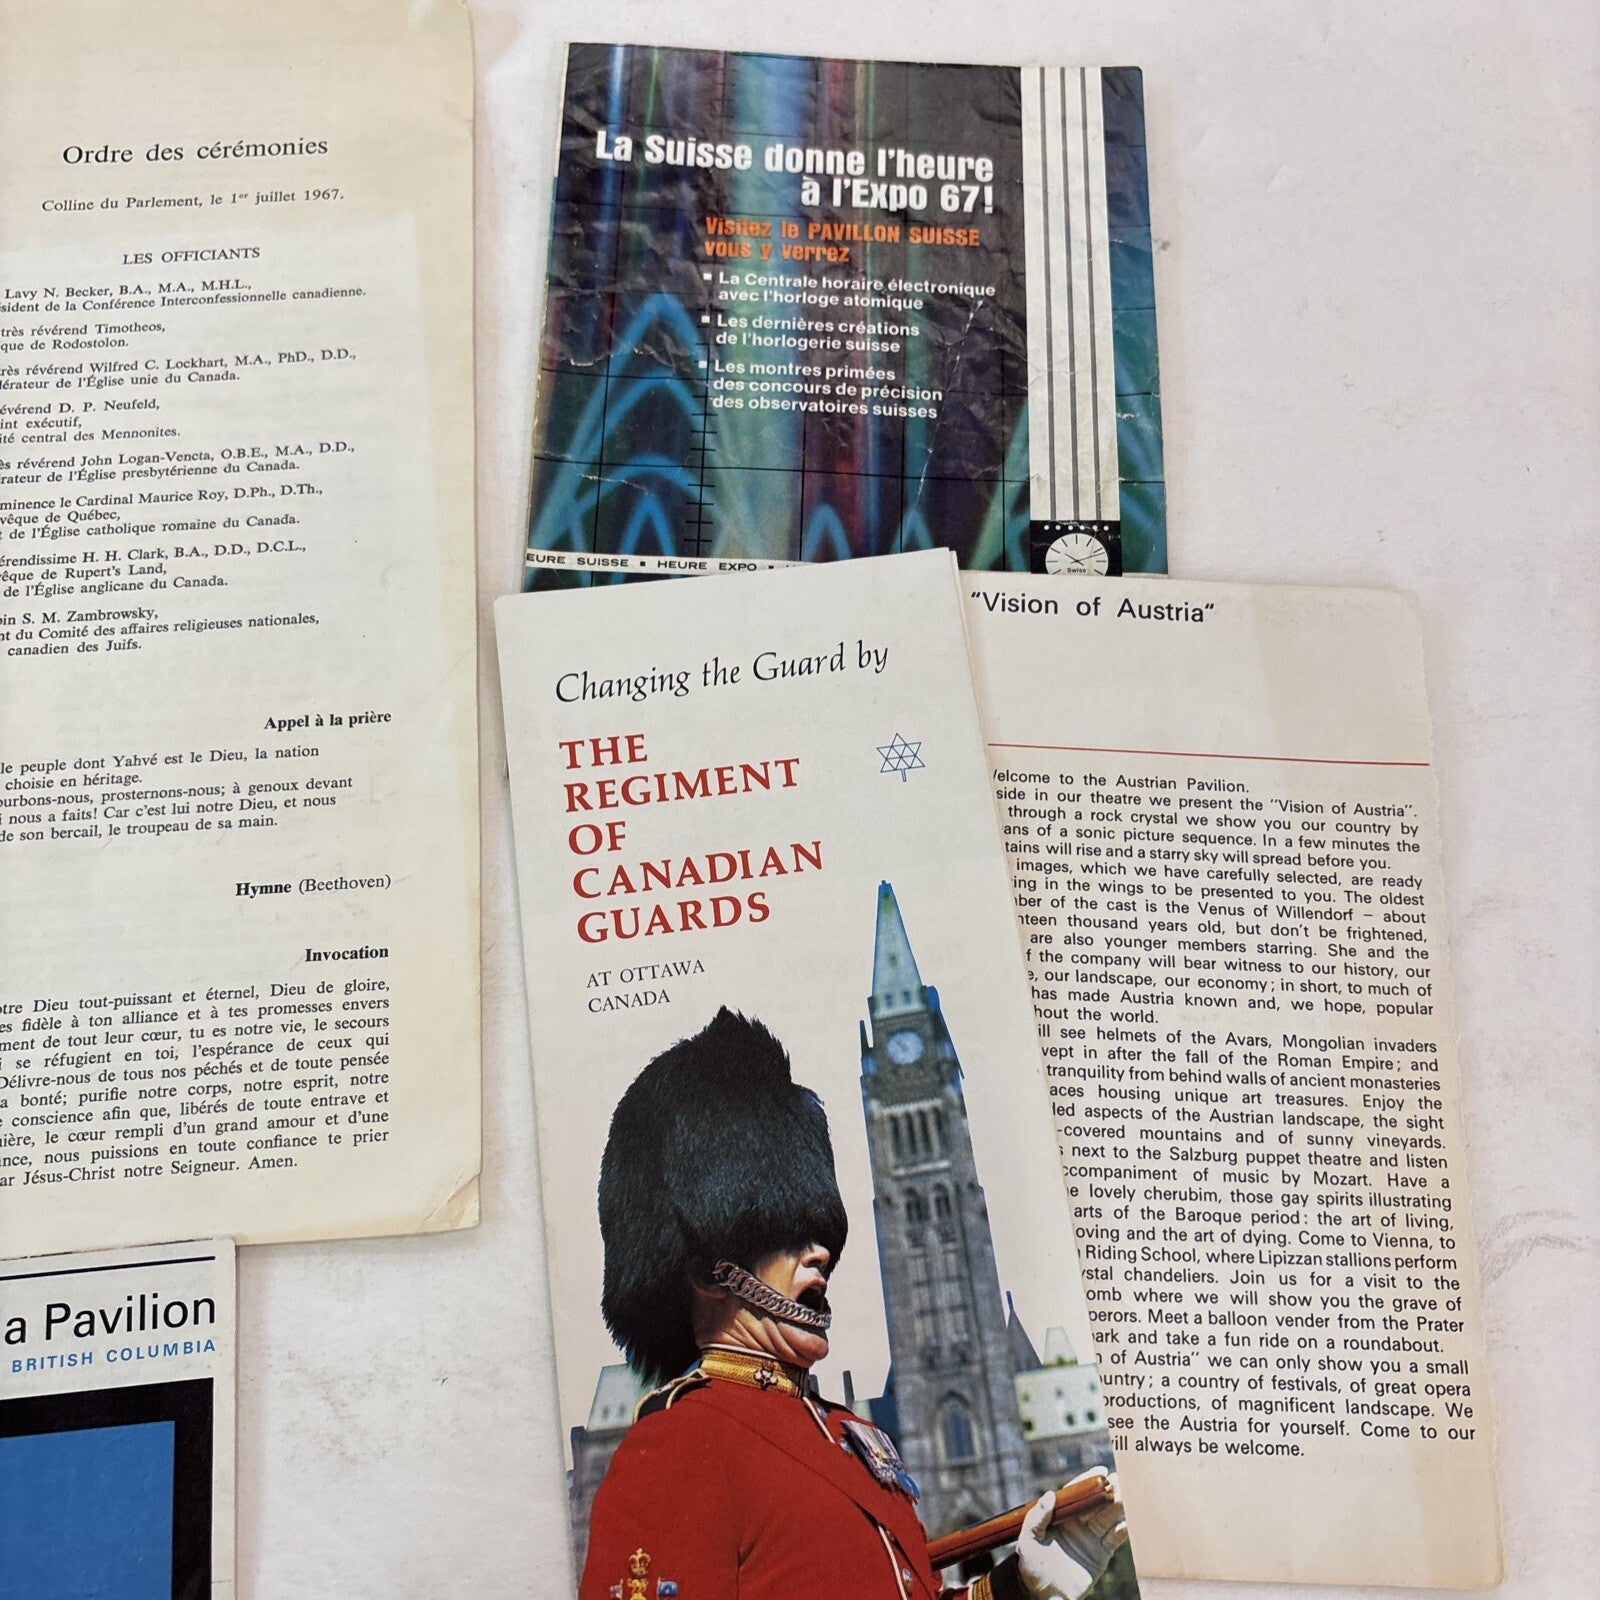 Ordre des cérémonies
Colline du Parlement, le 1er juillet 1967.
LES OFFICIANTS
Lavy N. Becker, B.A., M.A., M.H.L.,
sident de la Conférence Interconfessionnelle canadienne.
très révérend Timotheos,
que de Rodostolon.
rès révérend Wilfred C. Lockhart, M.A., PhD., D.D.,
dérateur de l'Église unie du Canada.
évérend D. P. Neufeld,
int exécutif,
ité central des Mennonites.
ès révérend John Logan-Vencta, O.B.E., M.A., D.D.,
rateur de l'Église presbytérienne du Canada.
minence le Cardinal Maurice Roy, D.Ph., D.Th.,
vêque de Québec,
t de l'Église catholique romaine du Canada.
érendissime H. H. Clark, B.A., D.D., D.C.L.,
êque de Rupert's Land,
de l'Église anglicane du Canada.
bin S. M. Zambrowsky,
nt du Comité des affaires religieuses nationales,
canadien des Juifs.
Appel à la prière
le peuple dont Yahvé est le Dieu, la nation
choisie en héritage.
ourbons-nous, prosternons-nous; à genoux devant
i nous a faits! Car c'est lui notre Dieu, et nous
de son bercail, le troupeau de sa main.
Hymne (Beethoven)
Invocation
otre Dieu tout-puissant et éternel, Dieu de gloire,
es fidèle à ton alliance et à tes promesses envers
ment de tout leur cœur, tu es notre vie, le secours
i se réfugient en toi, l'espérance de ceux qui
Délivre-nous de tous nos péchés et de toute pensée
a bonté; purifie notre corps, notre esprit, notre
e conscience afin que, libérés de toute entrave et
ière, le cœur rempli d'un grand amour et d'une
nce, nous puissions en toute confiance te prier
ar Jésus-Christ notre Seigneur. Amen.
a Pavilion
BRITISH COLUMBIA
La Suisse donne l'heure
à l'Expo 67!
Visitez le PAVILLON SUISSE
vous y verrez
▪ La Centrale horaire électronique
avec l'horloge atomique
▪ Les dernières créations
de l'horlogerie suisse
▪ Les montres primées
des concours de précision
des observatoires suisses
EURE SUISSE ▪ HEURE EXPO ▪
Swiss
Changing the Guard by
THE
REGIMENT
OF
CANADIAN
GUARDS
AT OTTAWA
CANADA
"Vision of Austria"
elcome to the Austrian Pavilion.
side in our theatre we present the "Vision of Austria".
through a rock crystal we show you our country by
ans of a sonic picture sequence. In a few minutes the
tains will rise and a starry sky will spread before you.
images, which we have carefully selected, are ready
ing in the wings to be presented to you. The oldest
ber of the cast is the Venus of Willendorf – about
nteen thousand years old, but don't be frightened,
are also younger members starring. She and the
f the company will bear witness to our history, our
e, our landscape, our economy; in short, to much of
has made Austria known and, we hope, popular
hout the world.
ill see helmets of the Avars, Mongolian invaders
vept in after the fall of the Roman Empire; and
tranquility from behind walls of ancient monasteries
aces housing unique art treasures. Enjoy the
led aspects of the Austrian landscape, the sight
-covered mountains and of sunny vineyards.
s next to the Salzburg puppet theatre and listen
ccompaniment of music by Mozart. Have a
e lovely cherubim, those gay spirits illustrating
arts of the Baroque period: the art of living,
oving and the art of dying. Come to Vienna, to
Riding School, where Lipizzan stallions perform
ystal chandeliers. Join us for a visit to the
omb where we will show you the grave of
perors. Meet a balloon vender from the Prater
ark and take a fun ride on a roundabout.
n of Austria" we can only show you a small
ountry; a country of festivals, of great opera
productions, of magnificent landscape. We
see the Austria for yourself. Come to our
ill always be welcome.